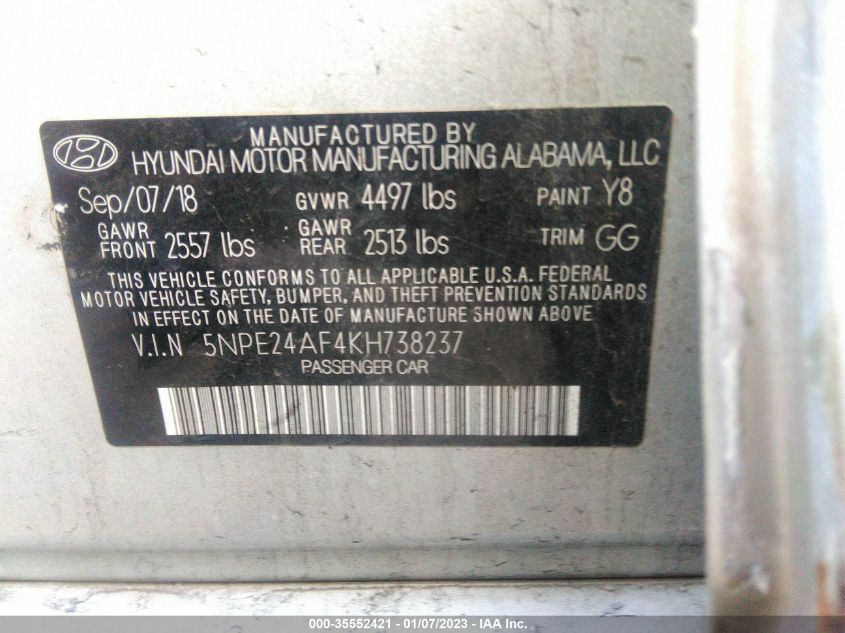 MANUFACTURED BY
HYUNDAI MOTOR MANUFACTURING ALABAMA, LLC
Sep/07/18 GVWR 4497 lbs PAINT Y8
GAWR FRONT 2557 lbs GAWR REAR 2513 lbs TRIM GG
THIS VEHICLE CONFORMS TO ALL APPLICABLE U.S.A. FEDERAL
MOTOR VEHICLE SAFETY, BUMPER, AND THEFT PREVENTION STANDARDS
IN EFFECT ON THE DATE OF MANUFACTURE SHOWN ABOVE
V.I.N 5NPE24AF4KH738237
PASSENGER CAR
000-35552421 - 01/07/2023 - IAA Inc.